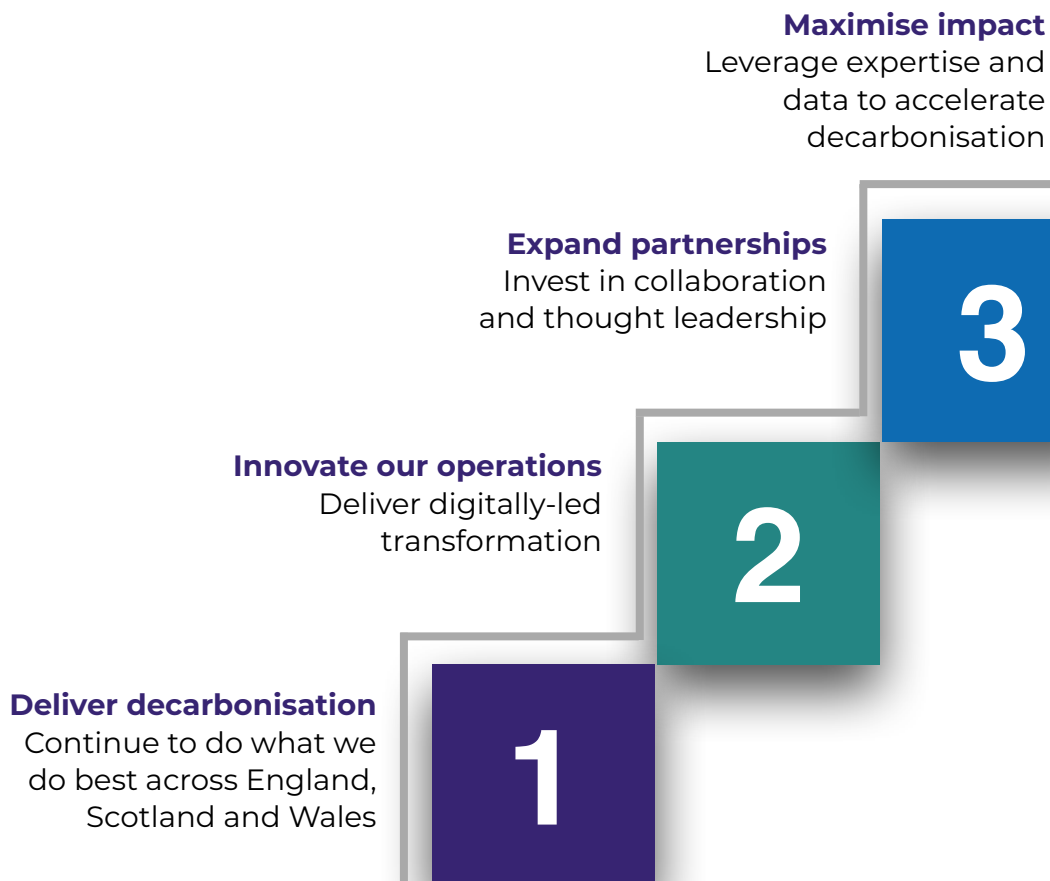 Maximise impact
Leverage expertise and
data to accelerate
decarbonisation
Expand partnerships
Invest in collaboration
and thought leadership
3
Innovate our operations
Deliver digitally-led
transformation
2
Deliver decarbonisation
Continue to do what we
do best across England,
Scotland and Wales
1